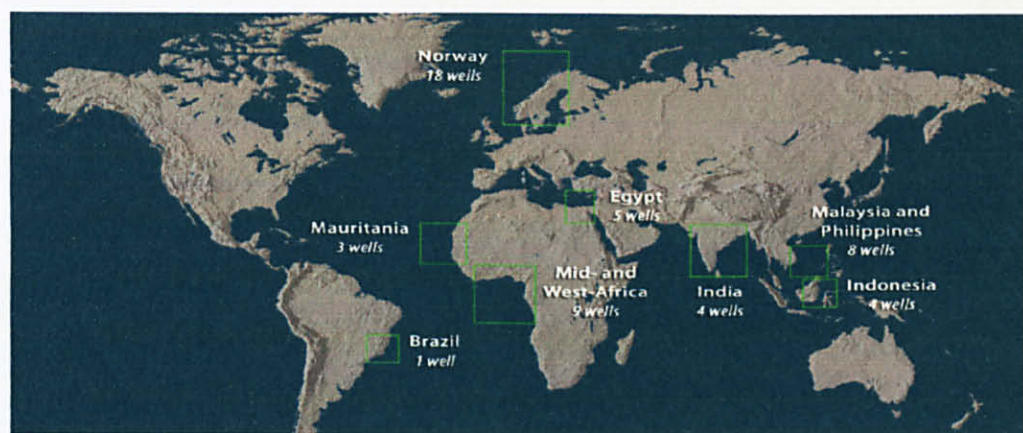 Norway
18 wells
Egypt
5 wells
Malaysia and
Philippines
8 wells
Mauritania
3 wells
Mid- and
West-Africa
9 wells
India
4 wells
Indonesia
4 wells
Brazil
1 well